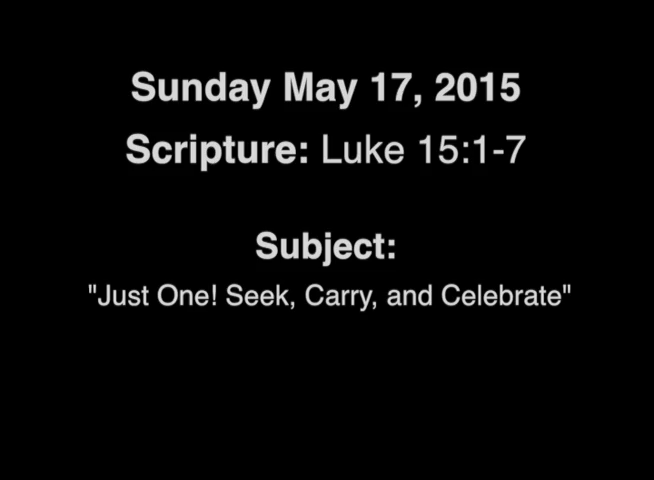 Sunday May 17, 2015
Scripture: Luke 15:1-7
Subject:
"Just One! Seek, Carry, and Celebrate"